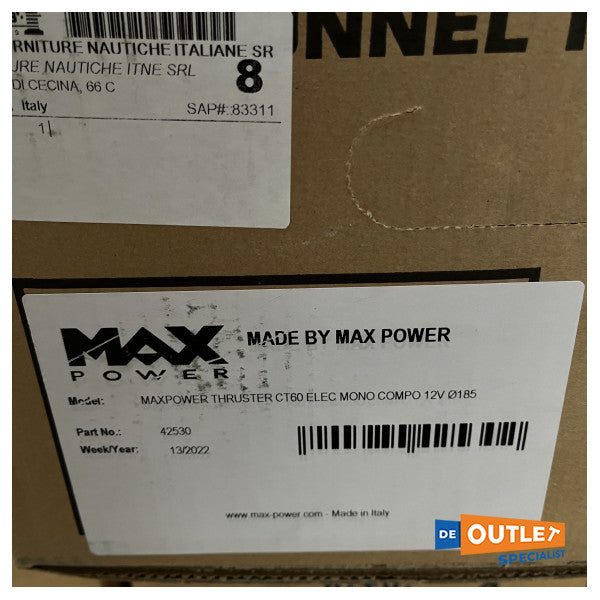 RNITURE NAUTICHE ITALIANE SR
URE NAUTICHE ITNE SRL
8
DI CECINA, 66 C
, Italy
SAP#:83311
1
NNEL T
MAX
POWER
MADE BY MAX POWER
Model: MAXPOWER THRUSTER CT60 ELEC MONO COMPO 12V Ø185
Part No.: 42530
Week/Year: 13/2022
www.max-power.com - Made in Italy
DE OUTLET
SPECIALIST